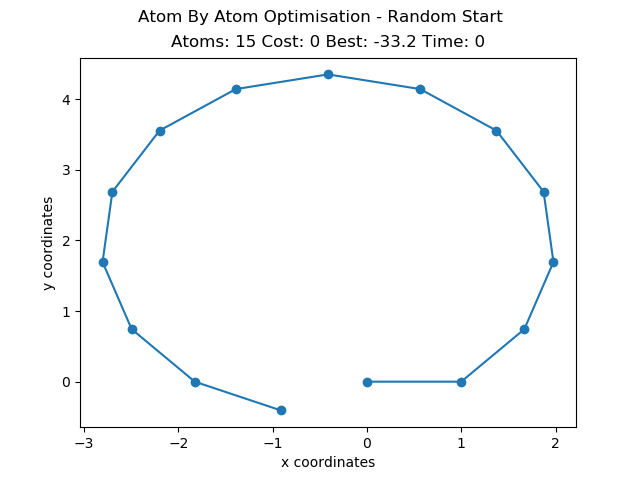 Atom By Atom Optimisation - Random Start
Atoms: 15 Cost: 0 Best: -33.2 Time: 0
4
3
2
1
0
y coordinates
−3 −2 −1 0 1 2
x coordinates